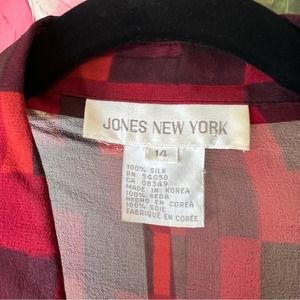 JONES NEW YORK
14
100% SILK
RN 54050
CA 08349
MADE IN KOREA
100% SEDA
HECHO EN COREA
100% SOIE
FABRIQUÉ EN CORÉE